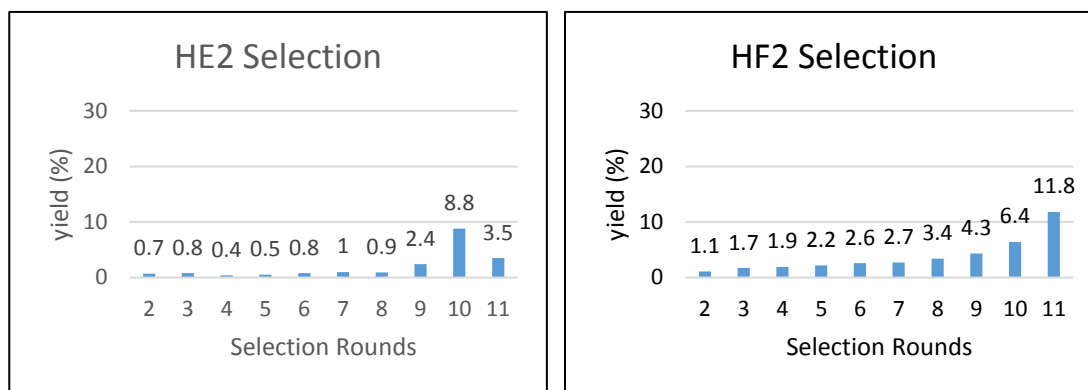 HE2 Selection
30
20
10
0
yield (%)
0.7 0.8 0.4 0.5 0.8 1 0.9 2.4 8.8 3.5
2 3 4 5 6 7 8 9 10 11
Selection Rounds
HF2 Selection
30
20
10
0
yield (%)
1.1 1.7 1.9 2.2 2.6 2.7 3.4 4.3 6.4 11.8
2 3 4 5 6 7 8 9 10 11
Selection Rounds